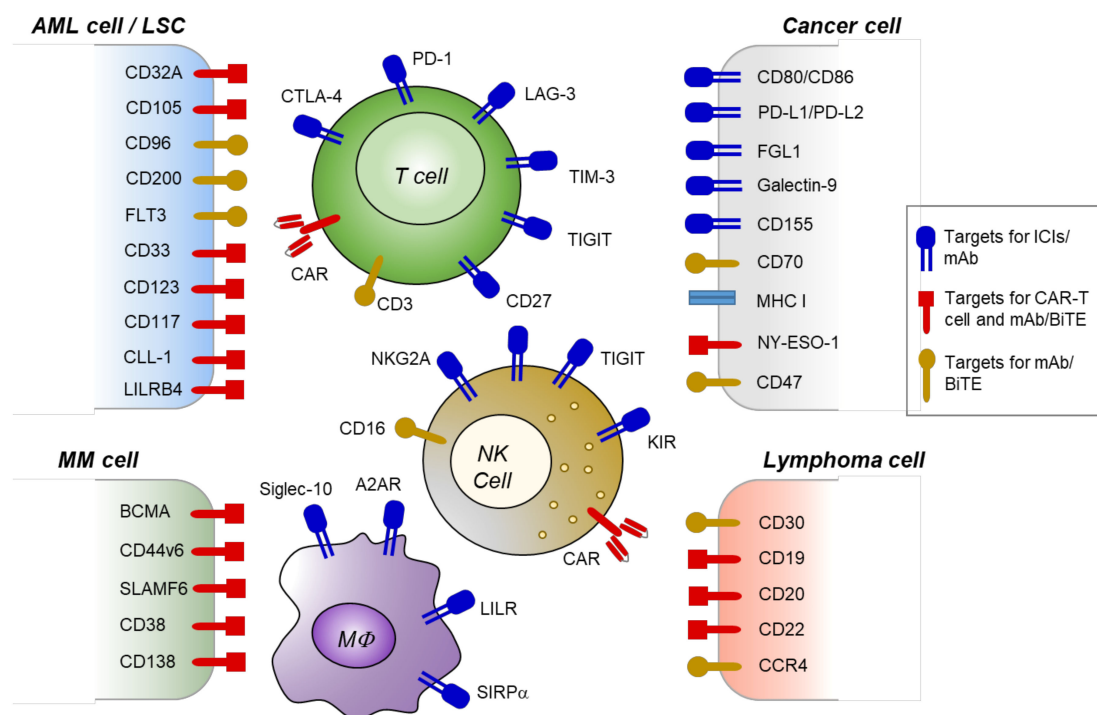 AML cell / LSC
CD32A
CD105
CD96
CD200
FLT3
CD33
CD123
CD117
CLL-1
LILRB4
PD-1
CTLA-4
LAG-3
T cell
TIM-3
TIGIT
CAR
CD3
CD27
Cancer cell
CD80/CD86
PD-L1/PD-L2
FGL1
Galectin-9
CD155
CD70
MHC I
NY-ESO-1
CD47
Targets for ICIs/
mAb
Targets for CAR-T
cell and mAb/BiTE
Targets for mAb/
BiTE
NKG2A
TIGIT
CD16
KIR
NK
Cell
CAR
MM cell
BCMA
CD44v6
SLAMF6
CD38
CD138
Siglec-10
A2AR
LILR
MΦ
SIRPα
Lymphoma cell
CD30
CD19
CD20
CD22
CCR4